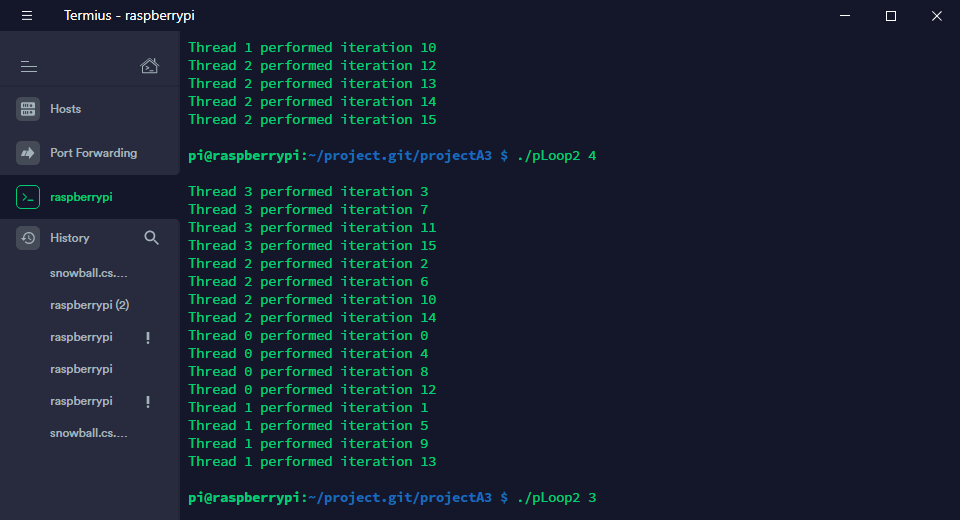 Termius - raspberrypi
Hosts
Port Forwarding
raspberrypi
History
snowball.cs....
raspberrypi (2)
raspberrypi !
raspberrypi
raspberrypi !
snowball.cs....
Thread 1 performed iteration 10
Thread 2 performed iteration 12
Thread 2 performed iteration 13
Thread 2 performed iteration 14
Thread 2 performed iteration 15
pi@raspberrypi:~/project.git/projectA3 $ ./pLoop2 4
Thread 3 performed iteration 3
Thread 3 performed iteration 7
Thread 3 performed iteration 11
Thread 3 performed iteration 15
Thread 2 performed iteration 2
Thread 2 performed iteration 6
Thread 2 performed iteration 10
Thread 2 performed iteration 14
Thread 0 performed iteration 0
Thread 0 performed iteration 4
Thread 0 performed iteration 8
Thread 0 performed iteration 12
Thread 1 performed iteration 1
Thread 1 performed iteration 5
Thread 1 performed iteration 9
Thread 1 performed iteration 13
pi@raspberrypi:~/project.git/projectA3 $ ./pLoop2 3